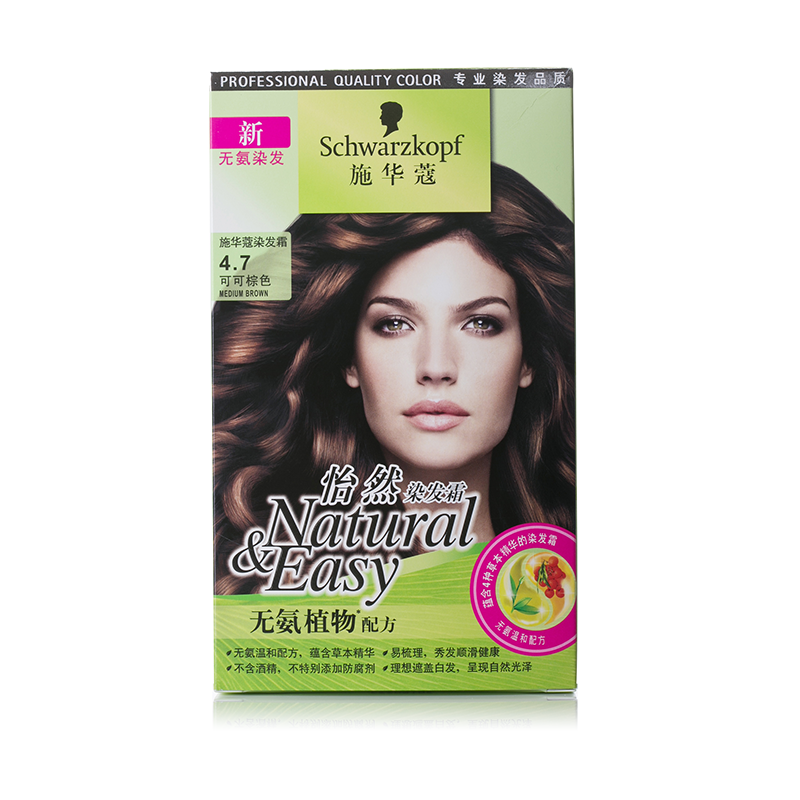 PROFESSIONAL QUALITY COLOR 专业染发品质
新
无氨染发
Schwarzkopf
施华蔻
施华蔻染发霜
4.7
可可棕色
MEDIUM BROWN
怡然染发霜
Natural
&Easy
无氨植物*配方
蕴含4种草本精华的染发霜
无氨温和配方
无氨温和配方，蕴含草本精华
易梳理，秀发顺滑健康
不含酒精，不特别添加防腐剂
理想遮盖白发，呈现自然光泽